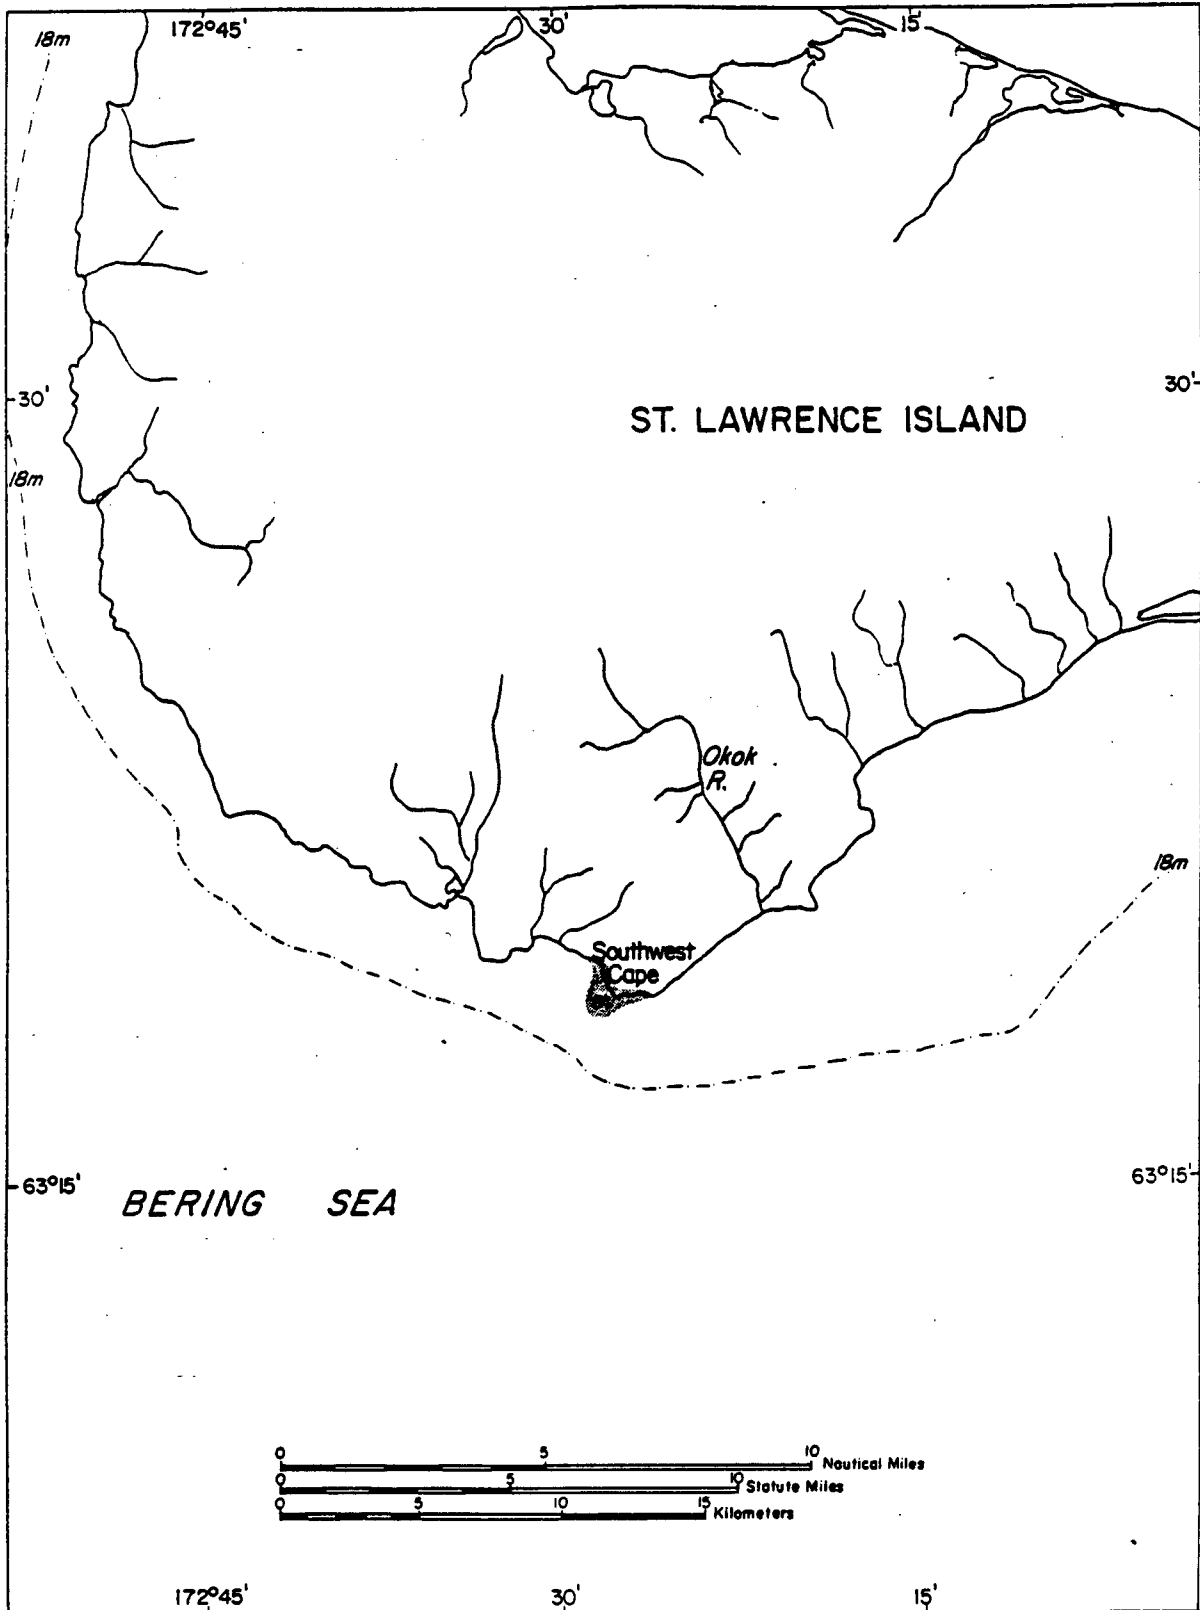 172°45' 30' 15'
18m
30' 30'
ST. LAWRENCE ISLAND
18m
Okok
R.
18m
Southwest
Cape
63°15' 63°15'
BERING SEA
0 5 10 Nautical Miles
0 5 10 Statute Miles
0 5 10 15 Kilometers
172°45' 30' 15'